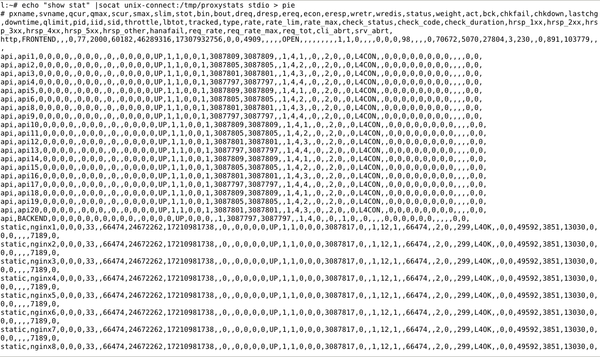 l:~# echo "show stat" |socat unix-connect:/tmp/proxystats stdio > pie
# pxname,svname,qcur,qmax,scur,smax,slim,stot,bin,bout,dreq,dresp,ereq,econ,eresp,wretr,wredis,status,weight,act,bck,chkfail,chkdown,lastchg
,downtime,qlimit,pid,iid,sid,throttle,lbtot,tracked,type,rate,rate_lim,rate_max,check_status,check_code,check_duration,hrsp_1xx,hrsp_2xx,hrsp_
3xx,hrsp_4xx,hrsp_5xx,hrsp_other,hanafail,req_rate,req_rate_max,req_tot,cli_abrt,srv_abrt,
http,FRONTEND,,,0,77,2000,60182,46289316,17307932756,0,0,4909,,,,,OPEN,,,,,,,,,1,1,0,,,,0,0,0,98,,,,0,70672,5070,27804,3,230,,0,891,103779,,
,
api,api1,0,0,0,0,,0,0,0,,0,,0,0,0,0,UP,1,1,0,0,1,3087809,3087809,,1,4,1,,0,,2,0,,0,L4CON,,0,0,0,0,0,0,0,0,,,,0,0,
api,api2,0,0,0,0,,0,0,0,,0,,0,0,0,0,UP,1,1,0,0,1,3087805,3087805,,1,4,2,,0,,2,0,,0,L4CON,,0,0,0,0,0,0,0,0,,,,0,0,
api,api3,0,0,0,0,,0,0,0,,0,,0,0,0,0,UP,1,1,0,0,1,3087801,3087801,,1,4,3,,0,,2,0,,0,L4CON,,0,0,0,0,0,0,0,0,,,,0,0,
api,api4,0,0,0,0,,0,0,0,,0,,0,0,0,0,UP,1,1,0,0,1,3087797,3087797,,1,4,4,,0,,2,0,,0,L4CON,,0,0,0,0,0,0,0,0,,,,0,0,
api,api5,0,0,0,0,,0,0,0,,0,,0,0,0,0,UP,1,1,0,0,1,3087809,3087809,,1,4,1,,0,,2,0,,0,L4CON,,0,0,0,0,0,0,0,0,,,,0,0,
api,api6,0,0,0,0,,0,0,0,,0,,0,0,0,0,UP,1,1,0,0,1,3087805,3087805,,1,4,2,,0,,2,0,,0,L4CON,,0,0,0,0,0,0,0,0,,,,0,0,
api,api8,0,0,0,0,,0,0,0,,0,,0,0,0,0,UP,1,1,0,0,1,3087801,3087801,,1,4,3,,0,,2,0,,0,L4CON,,0,0,0,0,0,0,0,0,,,,0,0,
api,api9,0,0,0,0,,0,0,0,,0,,0,0,0,0,UP,1,1,0,0,1,3087797,3087797,,1,4,4,,0,,2,0,,0,L4CON,,0,0,0,0,0,0,0,0,,,,0,0,
api,api10,0,0,0,0,,0,0,0,,0,,0,0,0,0,UP,1,1,0,0,1,3087809,3087809,,1,4,1,,0,,2,0,,0,L4CON,,0,0,0,0,0,0,0,0,,,,0,0,
api,api11,0,0,0,0,,0,0,0,,0,,0,0,0,0,UP,1,1,0,0,1,3087805,3087805,,1,4,2,,0,,2,0,,0,L4CON,,0,0,0,0,0,0,0,0,,,,0,0,
api,api12,0,0,0,0,,0,0,0,,0,,0,0,0,0,UP,1,1,0,0,1,3087801,3087801,,1,4,3,,0,,2,0,,0,L4CON,,0,0,0,0,0,0,0,0,,,,0,0,
api,api13,0,0,0,0,,0,0,0,,0,,0,0,0,0,UP,1,1,0,0,1,3087797,3087797,,1,4,4,,0,,2,0,,0,L4CON,,0,0,0,0,0,0,0,0,,,,0,0,
api,api14,0,0,0,0,,0,0,0,,0,,0,0,0,0,UP,1,1,0,0,1,3087809,3087809,,1,4,1,,0,,2,0,,0,L4CON,,0,0,0,0,0,0,0,0,,,,0,0,
api,api15,0,0,0,0,,0,0,0,,0,,0,0,0,0,UP,1,1,0,0,1,3087805,3087805,,1,4,2,,0,,2,0,,0,L4CON,,0,0,0,0,0,0,0,0,,,,0,0,
api,api16,0,0,0,0,,0,0,0,,0,,0,0,0,0,UP,1,1,0,0,1,3087801,3087801,,1,4,3,,0,,2,0,,0,L4CON,,0,0,0,0,0,0,0,0,,,,0,0,
api,api17,0,0,0,0,,0,0,0,,0,,0,0,0,0,UP,1,1,0,0,1,3087797,3087797,,1,4,4,,0,,2,0,,0,L4CON,,0,0,0,0,0,0,0,0,,,,0,0,
api,api18,0,0,0,0,,0,0,0,,0,,0,0,0,0,UP,1,1,0,0,1,3087809,3087809,,1,4,1,,0,,2,0,,0,L4CON,,0,0,0,0,0,0,0,0,,,,0,0,
api,api19,0,0,0,0,,0,0,0,,0,,0,0,0,0,UP,1,1,0,0,1,3087805,3087805,,1,4,2,,0,,2,0,,0,L4CON,,0,0,0,0,0,0,0,0,,,,0,0,
api,api20,0,0,0,0,,0,0,0,,0,,0,0,0,0,UP,1,1,0,0,1,3087801,3087801,,1,4,3,,0,,2,0,,0,L4CON,,0,0,0,0,0,0,0,0,,,,0,0,
api,BACKEND,0,0,0,0,0,0,0,0,0,0,,0,0,0,0,UP,0,0,0,,1,3087797,3087797,,1,4,0,,0,,1,0,,0,,,,0,0,0,0,0,0,,,,,0,0,
static,nginx1,0,0,0,33,,66474,24672262,17210981738,,0,,0,0,0,0,UP,1,1,0,0,0,3087817,0,,1,12,1,,66474,,2,0,,299,L4OK,,0,0,49592,3851,13030,0,
0,0,,,,7189,0,
static,nginx2,0,0,0,33,,66474,24672262,17210981738,,0,,0,0,0,0,UP,1,1,0,0,0,3087817,0,,1,12,1,,66474,,2,0,,299,L4OK,,0,0,49592,3851,13030,0,
0,0,,,,7189,0,
static,nginx3,0,0,0,33,,66474,24672262,17210981738,,0,,0,0,0,0,UP,1,1,0,0,0,3087817,0,,1,12,1,,66474,,2,0,,299,L4OK,,0,0,49592,3851,13030,0,
0,0,,,,7189,0,
static,nginx4,0,0,0,33,,66474,24672262,17210981738,,0,,0,0,0,0,UP,1,1,0,0,0,3087817,0,,1,12,1,,66474,,2,0,,299,L4OK,,0,0,49592,3851,13030,0,
0,0,,,,7189,0,
static,nginx5,0,0,0,33,,66474,24672262,17210981738,,0,,0,0,0,0,UP,1,1,0,0,0,3087817,0,,1,12,1,,66474,,2,0,,299,L4OK,,0,0,49592,3851,13030,0,
0,0,,,,7189,0,
static,nginx6,0,0,0,33,,66474,24672262,17210981738,,0,,0,0,0,0,UP,1,1,0,0,0,3087817,0,,1,12,1,,66474,,2,0,,299,L4OK,,0,0,49592,3851,13030,0,
0,0,,,,7189,0,
static,nginx7,0,0,0,33,,66474,24672262,17210981738,,0,,0,0,0,0,UP,1,1,0,0,0,3087817,0,,1,12,1,,66474,,2,0,,299,L4OK,,0,0,49592,3851,13030,0,
0,0,,,,7189,0,
static,nginx8,0,0,0,33,,66474,24672262,17210981738,,0,,0,0,0,0,UP,1,1,0,0,0,3087817,0,,1,12,1,,66474,,2,0,,299,L4OK,,0,0,49592,3851,13030,0,